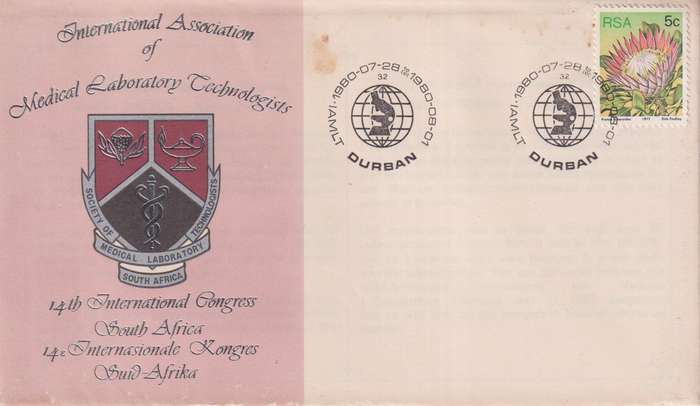 International Association
of
Medical Laboratory Technologists
SOCIETY OF MEDICAL LABORATORY TECHNOLOGISTS
SOUTH AFRICA
14th International Congress
South Africa
14e Internasionale Kongres
Suid-Afrika
IAMLT·1980-07-28 to 1980-08-01
32
DURBAN
IAMLT·1980-07-28 1980-08-01
32
DURBAN
RSA 5c
1977